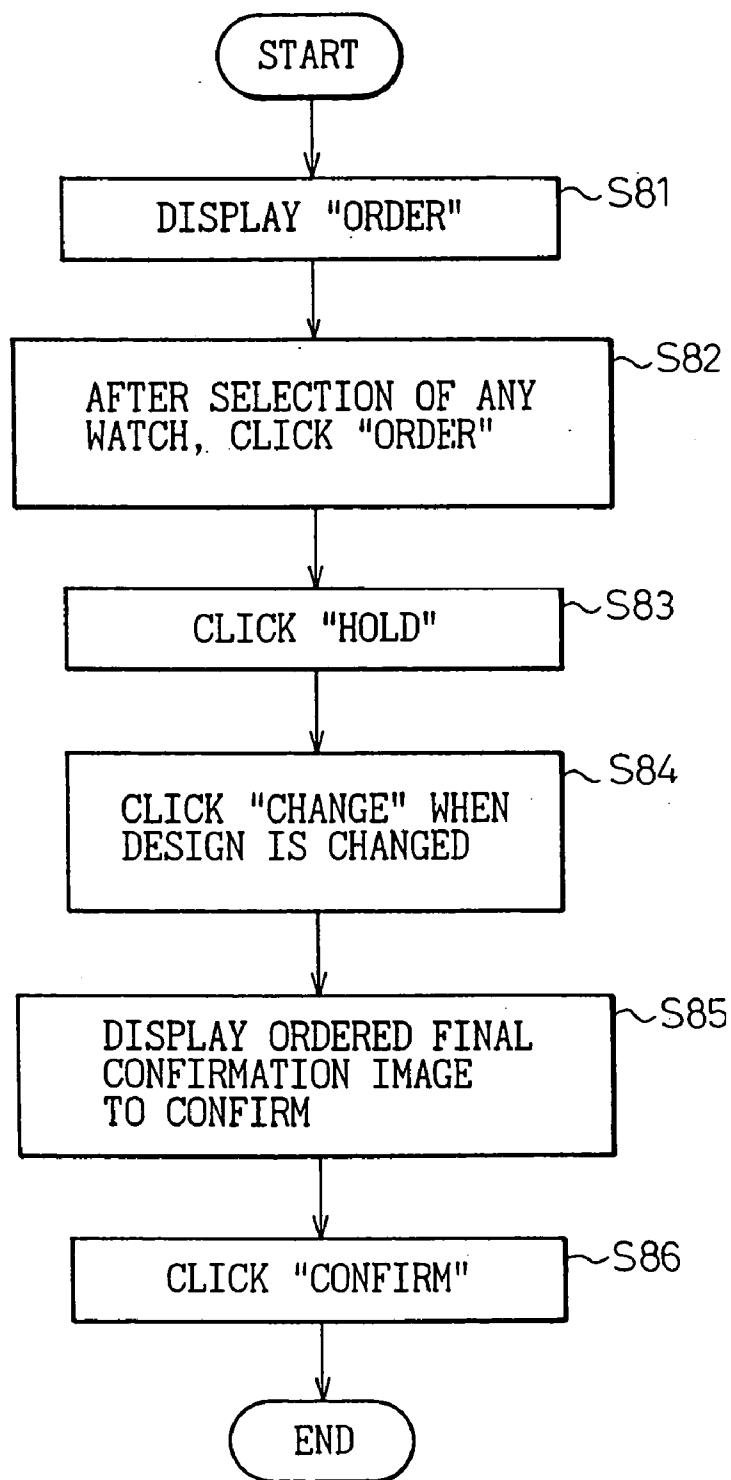 START
DISPLAY "ORDER"
S81
AFTER SELECTION OF ANY
WATCH, CLICK "ORDER"
S82
CLICK "HOLD"
S83
CLICK "CHANGE" WHEN
DESIGN IS CHANGED
S84
DISPLAY ORDERED FINAL
CONFIRMATION IMAGE
TO CONFIRM
S85
CLICK "CONFIRM"
S86
END